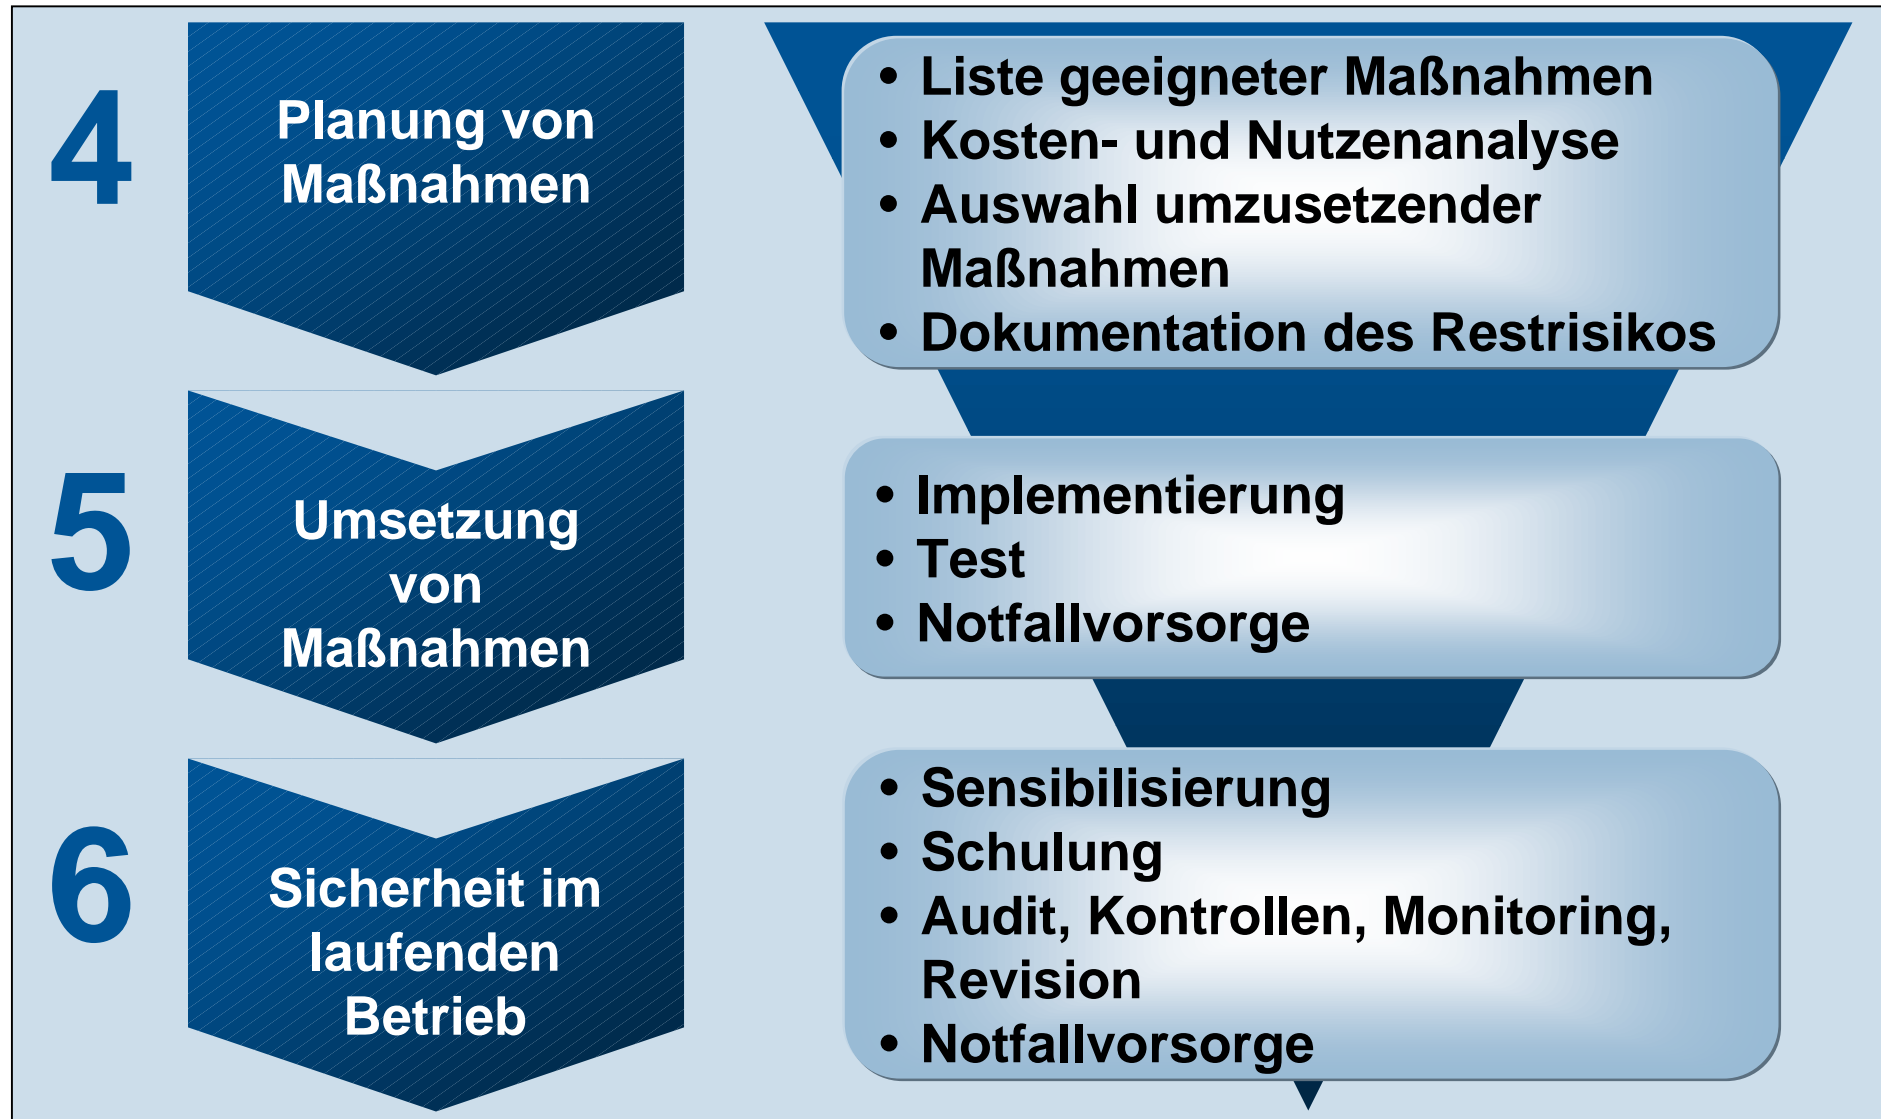 4
Planung von
Maßnahmen
• Liste geeigneter Maßnahmen
• Kosten- und Nutzenanalyse
• Auswahl umzusetzender
Maßnahmen
• Dokumentation des Restrisikos
5
Umsetzung
von
Maßnahmen
• Implementierung
• Test
• Notfallvorsorge
6
Sicherheit im
laufenden
Betrieb
• Sensibilisierung
• Schulung
• Audit, Kontrollen, Monitoring,
Revision
• Notfallvorsorge